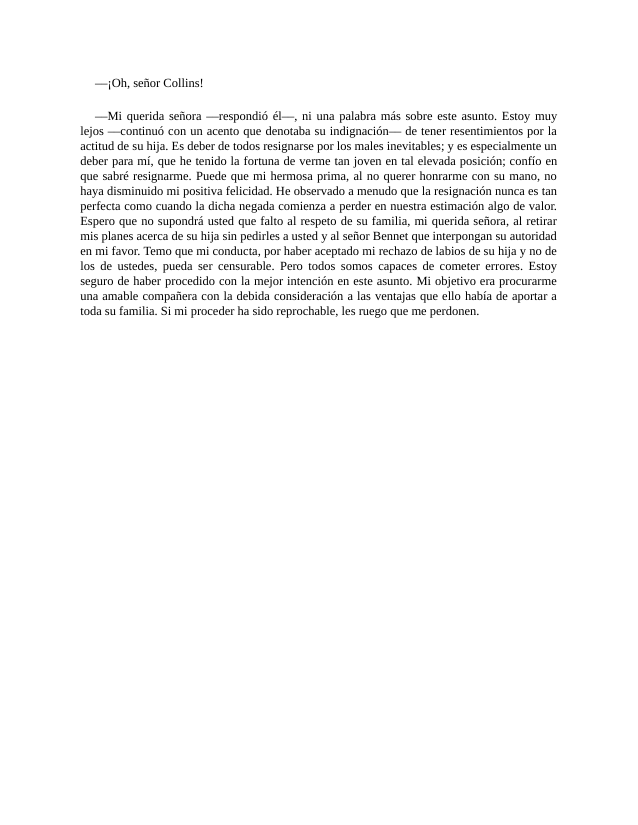 —¡Oh, señor Collins!
—Mi querida señora —respondió él—, ni una palabra más sobre este asunto. Estoy muy
lejos —continuó con un acento que denotaba su indignación— de tener resentimientos por la
actitud de su hija. Es deber de todos resignarse por los males inevitables; y es especialmente un
deber para mí, que he tenido la fortuna de verme tan joven en tal elevada posición; confío en
que sabré resignarme. Puede que mi hermosa prima, al no querer honrarme con su mano, no
haya disminuido mi positiva felicidad. He observado a menudo que la resignación nunca es tan
perfecta como cuando la dicha negada comienza a perder en nuestra estimación algo de valor.
Espero que no supondrá usted que falto al respeto de su familia, mi querida señora, al retirar
mis planes acerca de su hija sin pedirles a usted y al señor Bennet que interpongan su autoridad
en mi favor. Temo que mi conducta, por haber aceptado mi rechazo de labios de su hija y no de
los de ustedes, pueda ser censurable. Pero todos somos capaces de cometer errores. Estoy
seguro de haber procedido con la mejor intención en este asunto. Mi objetivo era procurarme
una amable compañera con la debida consideración a las ventajas que ello había de aportar a
toda su familia. Si mi proceder ha sido reprochable, les ruego que me perdonen.